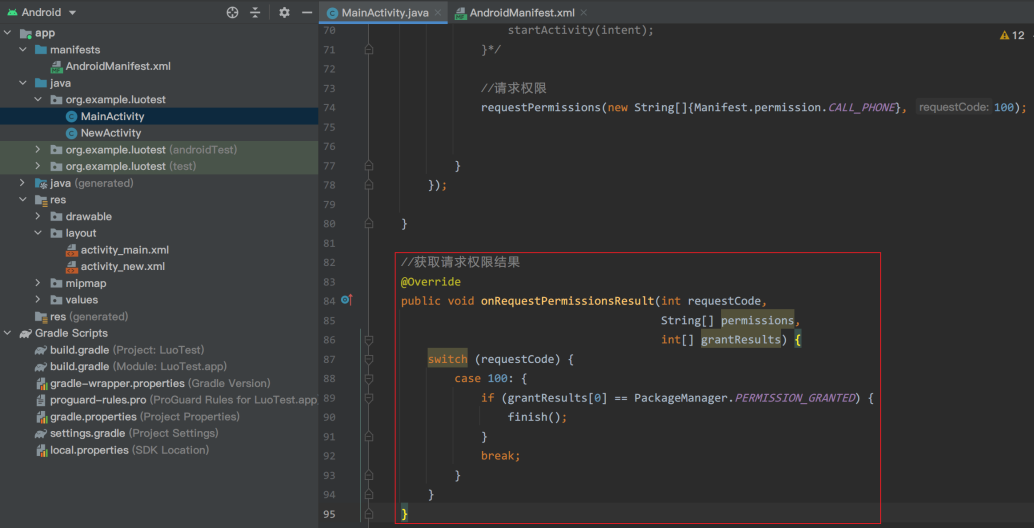 Android
MainActivity.java
AndroidManifest.xml
app
manifests
AndroidManifest.xml
java
org.example.luotest
MainActivity
NewActivity
org.example.luotest (androidTest)
org.example.luotest (test)
java (generated)
res
drawable
layout
activity_main.xml
activity_new.xml
mipmap
values
res (generated)
Gradle Scripts
build.gradle (Project: LuoTest)
build.gradle (Module: LuoTest.app)
gradle-wrapper.properties (Gradle Version)
proguard-rules.pro (ProGuard Rules for LuoTest.app
gradle.properties (Project Properties)
settings.gradle (Project Settings)
local.properties (SDK Location)
12
70 startActivity(intent);
71 }*/
72
73 //请求权限
74 requestPermissions(new String[]{Manifest.permission.CALL_PHONE}, requestCode: 100);
75
76
77 }
78 });
79
80 }
81
82 //获取请求权限结果
83 @Override
84 public void onRequestPermissionsResult(int requestCode,
85 String[] permissions,
86 int[] grantResults) {
87 switch (requestCode) {
88 case 100: {
89 if (grantResults[0] == PackageManager.PERMISSION_GRANTED) {
90 finish();
91 }
92 break;
93 }
94 }
95 }